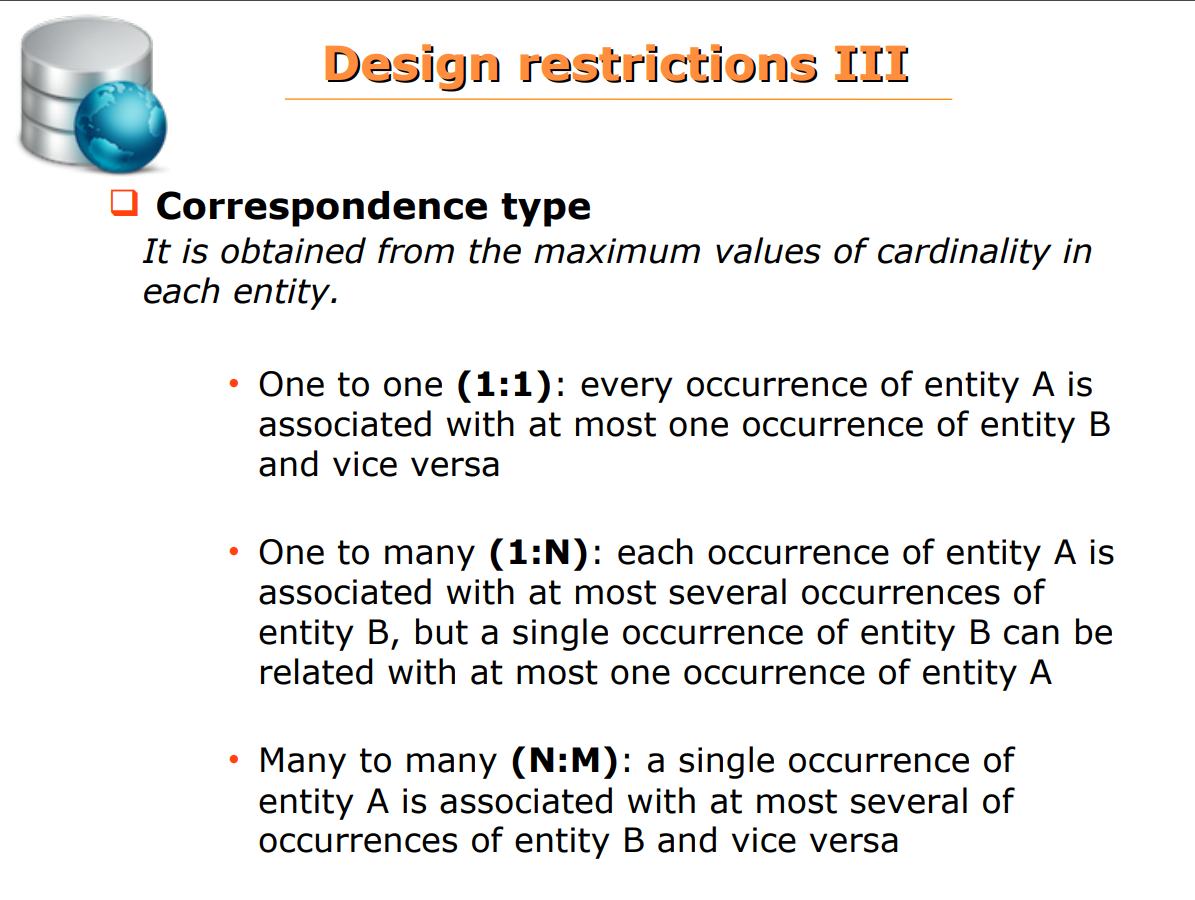 Design restrictions III
Correspondence type
It is obtained from the maximum values of cardinality in
each entity.
• One to one (1:1): every occurrence of entity A is
associated with at most one occurrence of entity B
and vice versa
• One to many (1:N): each occurrence of entity A is
associated with at most several occurrences of
entity B, but a single occurrence of entity B can be
related with at most one occurrence of entity A
• Many to many (N:M): a single occurrence of
entity A is associated with at most several of
occurrences of entity B and vice versa